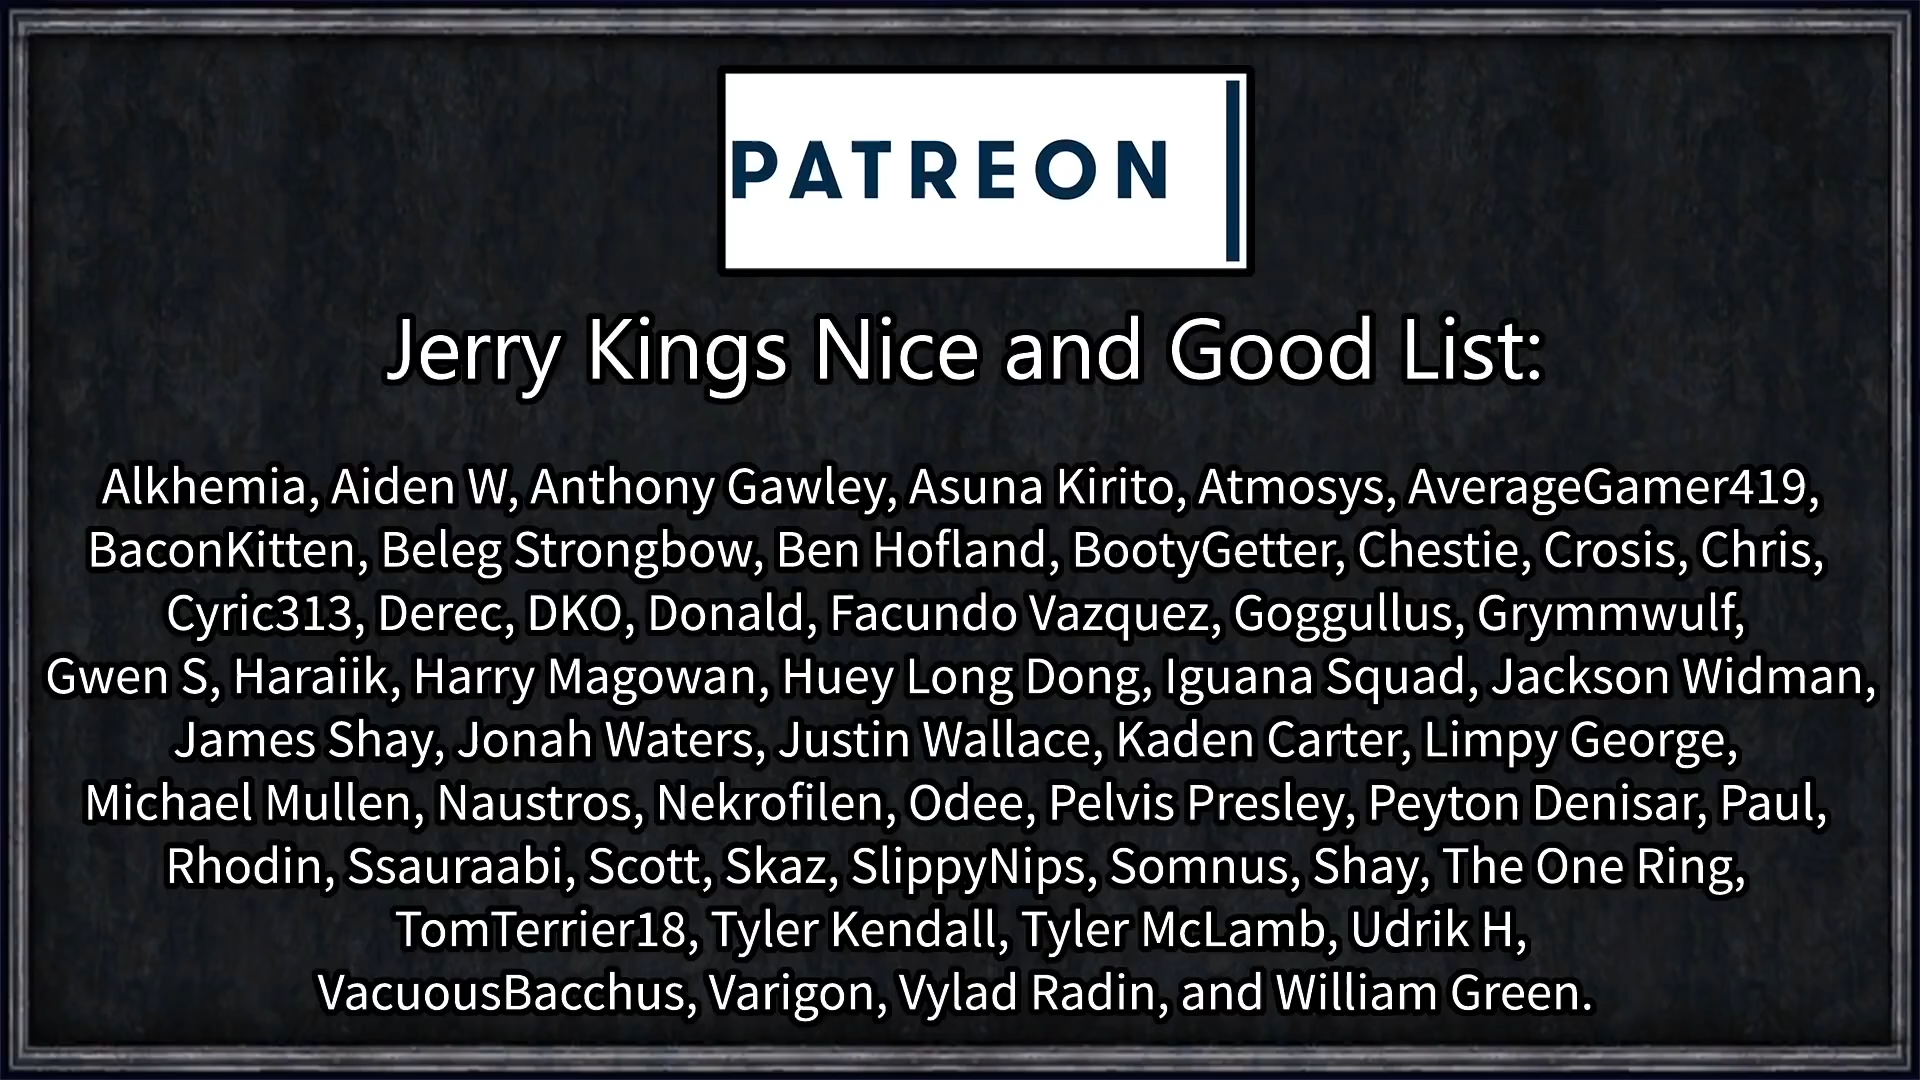 PATREON
Jerry Kings Nice and Good List:
Alkhemia, Aiden W, Anthony Gawley, Asuna Kirito, Atmosys, AverageGamer419,
BaconKitten, Beleg Strongbow, Ben Hofland, BootyGetter, Chestie, Crosis, Chris,
Cyric313, Derec, DKO, Donald, Facundo Vazquez, Goggullus, Grymmwulf,
Gwen S, Haraiik, Harry Magowan, Huey Long Dong, Iguana Squad, Jackson Widman,
James Shay, Jonah Waters, Justin Wallace, Kaden Carter, Limpy George,
Michael Mullen, Naustros, Nekrofilen, Odee, Pelvis Presley, Peyton Denisar, Paul,
Rhodin, Ssauraabi, Scott, Skaz, SlippyNips, Somnus, Shay, The One Ring,
TomTerrier18, Tyler Kendall, Tyler McLamb, Udrik H,
VacuousBacchus, Varigon, Vylad Radin, and William Green.